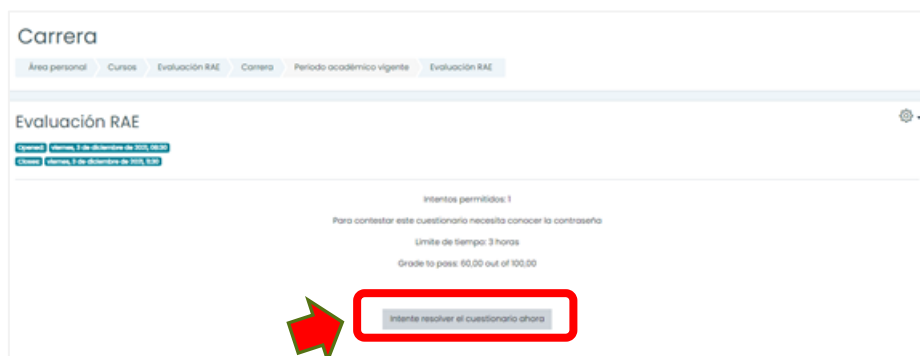 Carrera
Área personal Cursos Evaluación RAE Carrera Periodo académico vigente Evaluación RAE
Evaluación RAE
Opened: viernes, 3 de diciembre de 2021, 08:30
Closes: viernes, 3 de diciembre de 2021, 11:30
Intentos permitidos: 1
Para contestar este cuestionario necesita conocer la contraseña
Límite de tiempo: 3 horas
Grade to pass: 60,00 out of 100,00
Intente resolver el cuestionario ahora